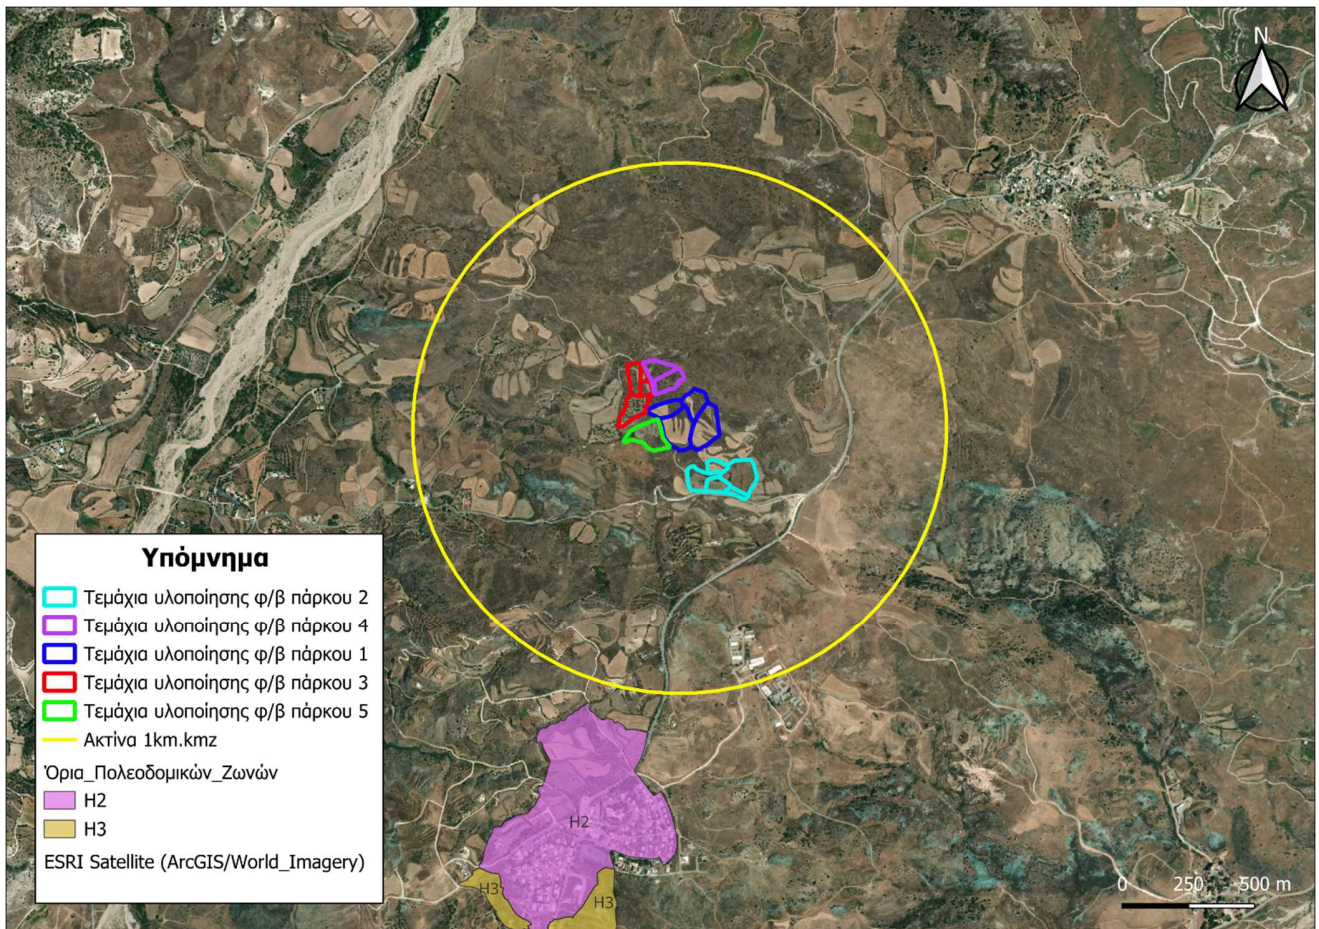 N
Υπόμνημα
Τεμάχια υλοποίησης φ/β πάρκου 2
Τεμάχια υλοποίησης φ/β πάρκου 4
Τεμάχια υλοποίησης φ/β πάρκου 1
Τεμάχια υλοποίησης φ/β πάρκου 3
Τεμάχια υλοποίησης φ/β πάρκου 5
Ακτίνα 1km.kmz
Όρια_Πολεοδομικών_Ζωνών
H2
H3
ESRI Satellite (ArcGIS/World_Imagery)
H2
H3
H3
0 250 500 m